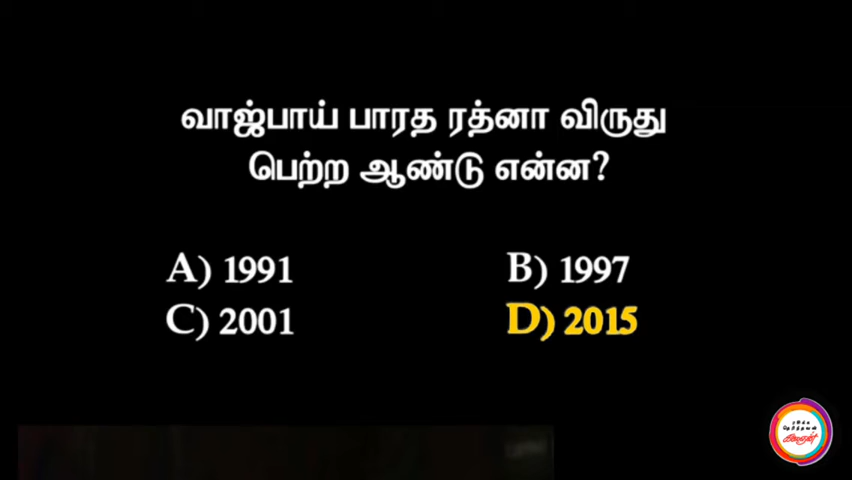 வாஜ்பாய் பாரத ரத்னா விருது
பெற்ற ஆண்டு என்ன?
A) 1991
B) 1997
C) 2001
D) 2015